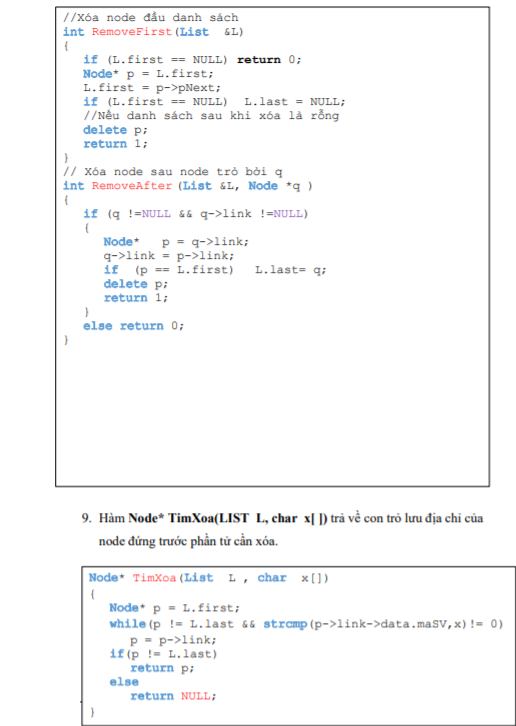 //Xóa node đầu danh sách
int RemoveFirst(List &L)
{
if (L.first == NULL) return 0;
Node* p = L.first;
L.first = p->pNext;
if (L.first == NULL) L.last = NULL;
//Nếu danh sách sau khi xóa là rỗng
delete p;
return 1;
}
// Xóa node sau node trỏ bởi q
int RemoveAfter (List &L, Node *q )
{
if (q !=NULL && q->link !=NULL)
{
Node* p = q->link;
q->link = p->link;
if (p == L.first) L.last= q;
delete p;
return 1;
}
else return 0;
}
9. Hàm Node* TimXoa(LIST L, char x[ ]) trả về con trỏ lưu địa chỉ của
node đứng trước phần tử cần xóa.
Node* TimXoa(List L , char x[])
{
Node* p = L.first;
while(p != L.last && strcmp(p->link->data.maSV,x)!= 0)
p = p->link;
if(p != L.last)
return p;
else
return NULL;
}